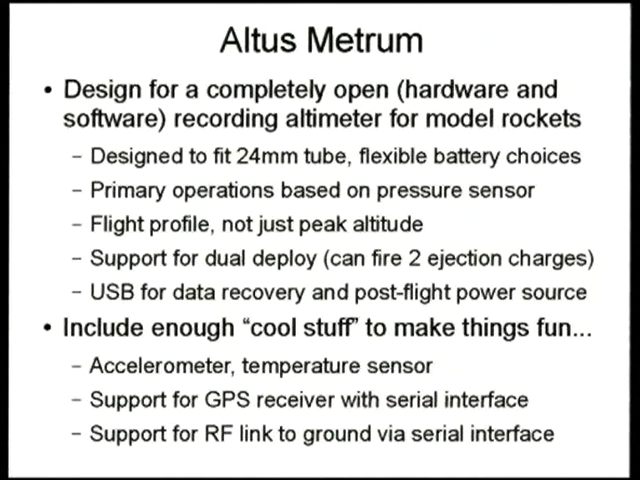 Altus Metrum
• Design for a completely open (hardware and
software) recording altimeter for model rockets
– Designed to fit 24mm tube, flexible battery choices
– Primary operations based on pressure sensor
– Flight profile, not just peak altitude
– Support for dual deploy (can fire 2 ejection charges)
– USB for data recovery and post-flight power source
• Include enough “cool stuff” to make things fun...
– Accelerometer, temperature sensor
– Support for GPS receiver with serial interface
– Support for RF link to ground via serial interface